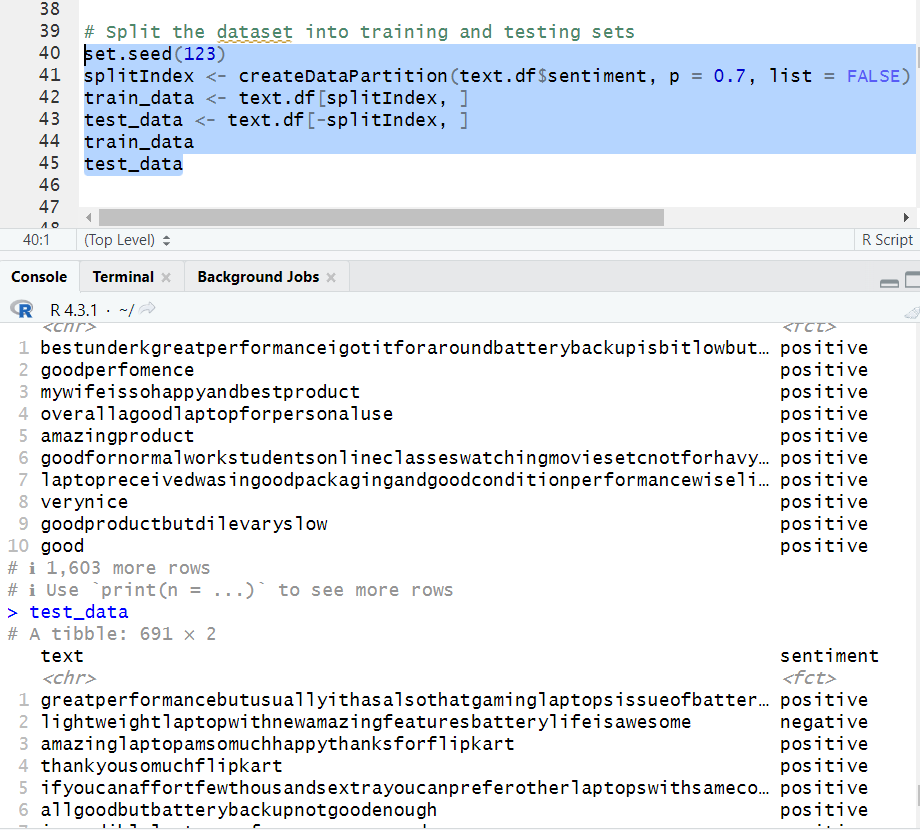 38
39 # Split the dataset into training and testing sets
40 set.seed(123)
41 splitIndex <- createDataPartition(text.df$sentiment, p = 0.7, list = FALSE)
42 train_data <- text.df[splitIndex, ]
43 test_data <- text.df[-splitIndex, ]
44 train_data
45 test_data
46
47
48
40:1 (Top Level) R Script
Console Terminal Background Jobs
R 4.3.1 · ~/
<chr> <fct>
1 bestunderkgreatperformanceigotitforaroundbatterybackupisbitlowbut… positive
2 goodperfomence positive
3 mywifeissohappyandbestproduct positive
4 overallagoodlaptopforpersonaluse positive
5 amazingproduct positive
6 goodfornormalworkstudentsonlineclasseswatchingmoviesetcnotforhavy… positive
7 laptopreceivedwasingoodpackagingandgoodconditionperformancewiseli… positive
8 verynice positive
9 goodproductbutdilevaryslow positive
10 good positive
# ℹ 1,603 more rows
# ℹ Use `print(n = ...)` to see more rows
> test_data
# A tibble: 691 × 2
text sentiment
<chr> <fct>
1 greatperformancebutusuallyithasalsothatgaminglaptopsissueofbatter… positive
2 lightweightlaptopwithnewamazingfeaturesbatterylifeisawesome negative
3 amazinglaptopamsomuchhappythanksforflipkart positive
4 thankyousomuchflipkart positive
5 ifyoucanaffortfewthousandsextrayoucanpreferotherlaptopswithsameco… positive
6 allgoodbutbatterybackupnotgoodenough positive